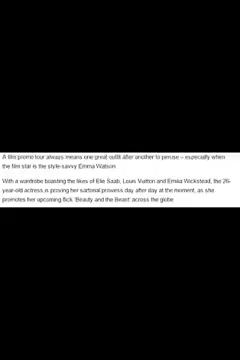 A film promo tour always means one great outfit after another to peruse – especially when
the film star is the style-savvy Emma Watson
With a wardrobe boasting the likes of Elie Saab, Louis Vuitton and Emilia Wickstead, the 26-
year-old actress is proving her sartorial prowess day after day at the moment, as she
promotes her upcoming flick 'Beauty and the Beast' across the globe